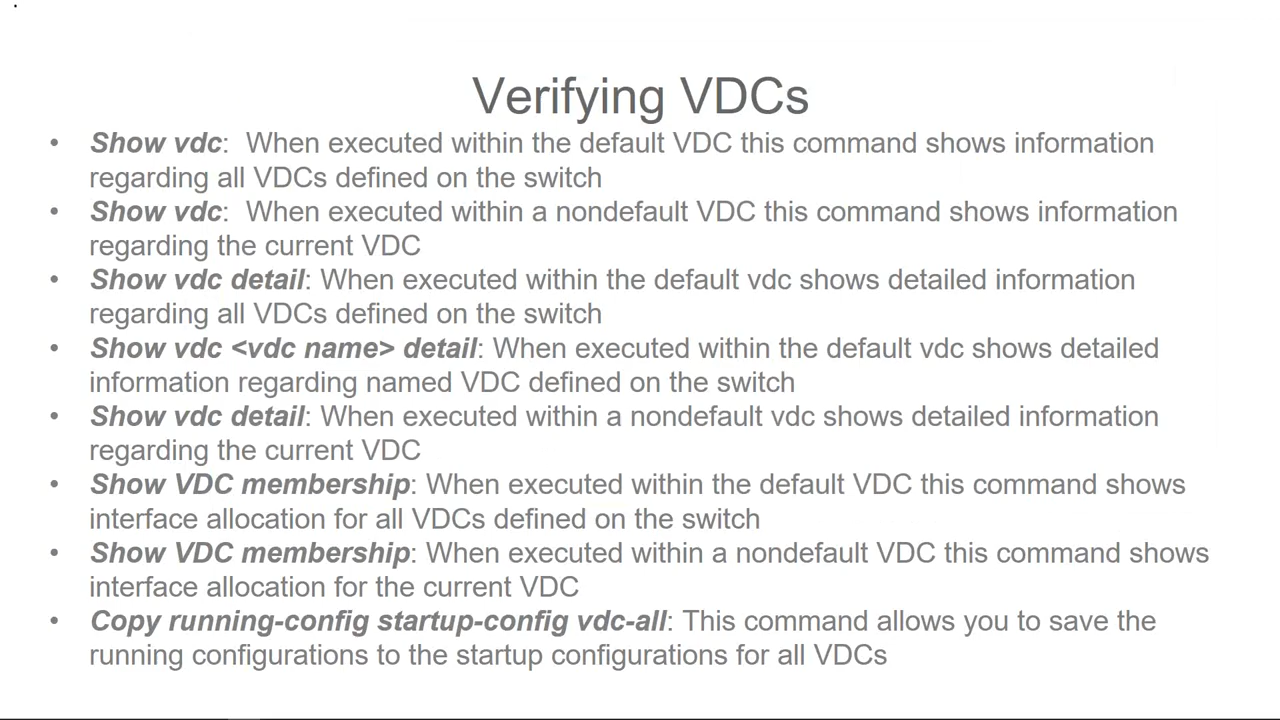 Verifying VDCs
• Show vdc: When executed within the default VDC this command shows information
regarding all VDCs defined on the switch
• Show vdc: When executed within a nondefault VDC this command shows information
regarding the current VDC
• Show vdc detail: When executed within the default vdc shows detailed information
regarding all VDCs defined on the switch
• Show vdc <vdc name> detail: When executed within the default vdc shows detailed
information regarding named VDC defined on the switch
• Show vdc detail: When executed within a nondefault vdc shows detailed information
regarding the current VDC
• Show VDC membership: When executed within the default VDC this command shows
interface allocation for all VDCs defined on the switch
• Show VDC membership: When executed within a nondefault VDC this command shows
interface allocation for the current VDC
• Copy running-config startup-config vdc-all: This command allows you to save the
running configurations to the startup configurations for all VDCs